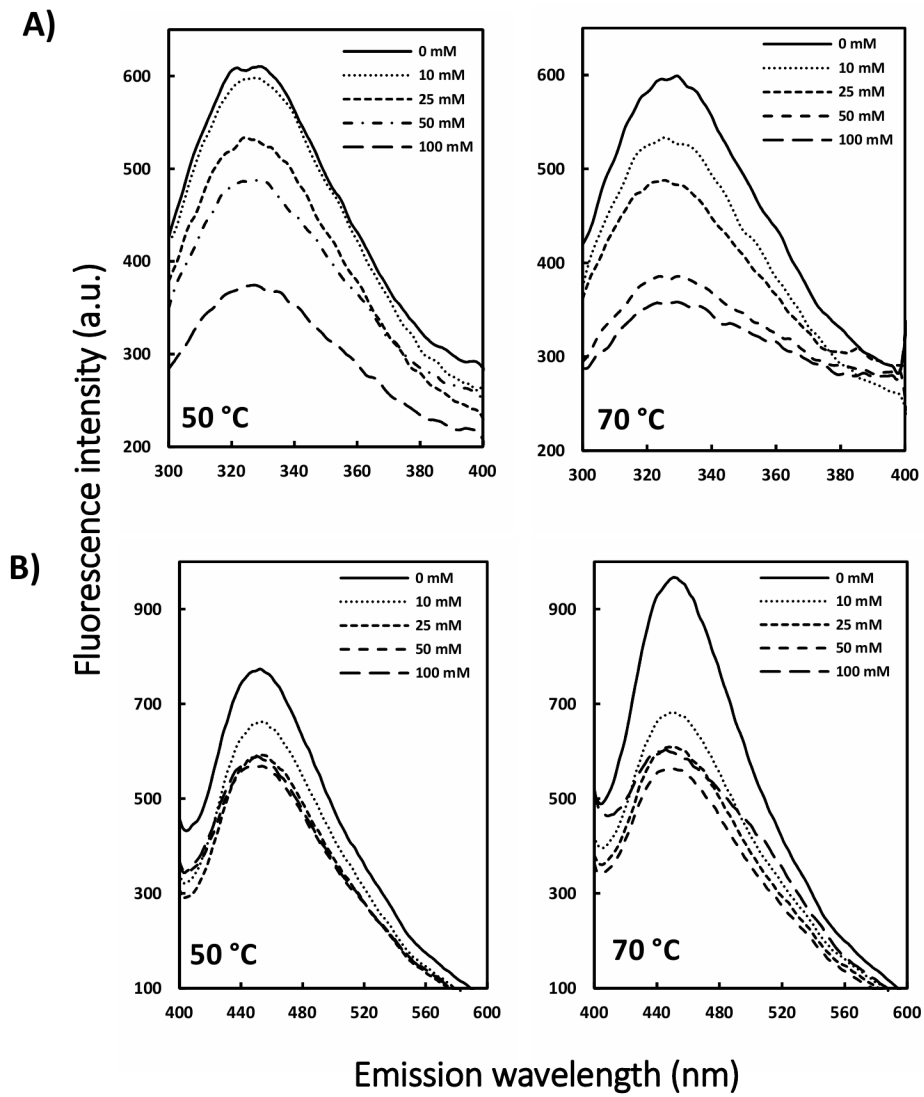 A)
0 mM
10 mM
25 mM
50 mM
100 mM
600
500
400
300
200
50 °C
300 320 340 360 380 400
0 mM
10 mM
25 mM
50 mM
100 mM
600
500
400
300
200
70 °C
300 320 340 360 380 400
Fluorescence intensity (a.u.)
B)
0 mM
10 mM
25 mM
50 mM
100 mM
900
700
500
300
100
50 °C
400 440 480 520 560 600
0 mM
10 mM
25 mM
50 mM
100 mM
900
700
500
300
100
70 °C
400 440 480 520 560 600
Emission wavelength (nm)